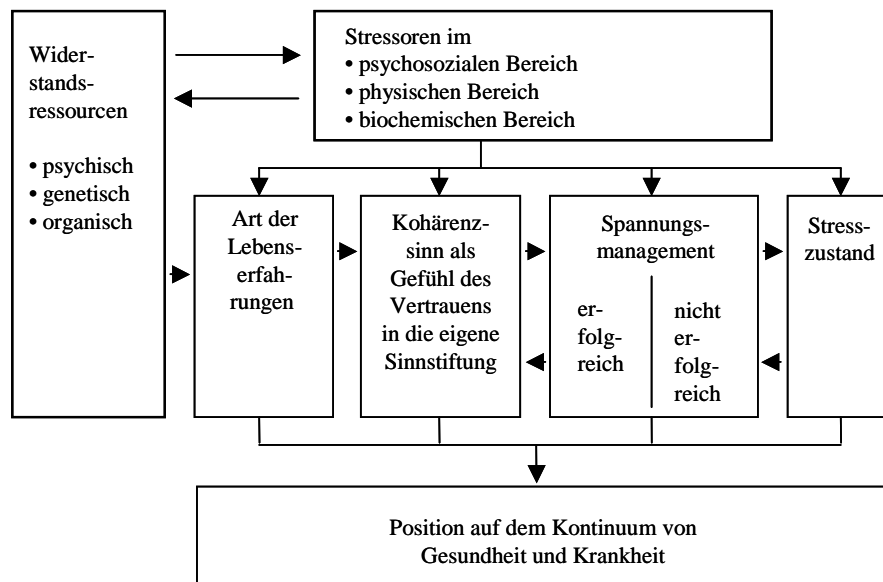 Wider-
stands-
ressourcen
• psychisch
• genetisch
• organisch
Stressoren im
• psychosozialen Bereich
• physischen Bereich
• biochemischen Bereich
Art der
Lebens-
erfah-
rungen
Kohärenz-
sinn als
Gefühl des
Vertrauens
in die eigene
Sinnstiftung
Spannungs-
management
er-
folg-
reich
nicht
er-
folg-
reich
Stress-
zustand
Position auf dem Kontinuum von
Gesundheit und Krankheit